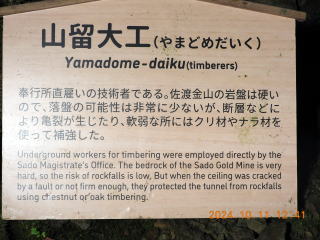 山留大工(やまどめだいく)
Yamadome-daiku(timberers)
奉行所直雇いの技術者である。佐渡金山の岩盤は硬い
ので、落盤の可能性は非常に少ないが、断層などによ
り亀裂が生じたり、軟弱な所にはクリ材やナラ材を
使って補強した。
Underground workers for timbering were employed directly by the
Sado Magistrate's Office. The bedrock of the Sado Gold Mine is very
hard, so the risk of rockfalls is low, But when the ceiling was cracked
by a fault or not firm enough, they protected the tunnel from rockfalls
using chestnut or oak timbering.
2024.10.11 12:41